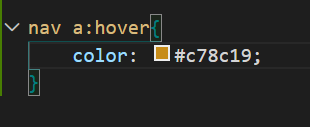 nav a:hover{
    color: #c78c19;
}